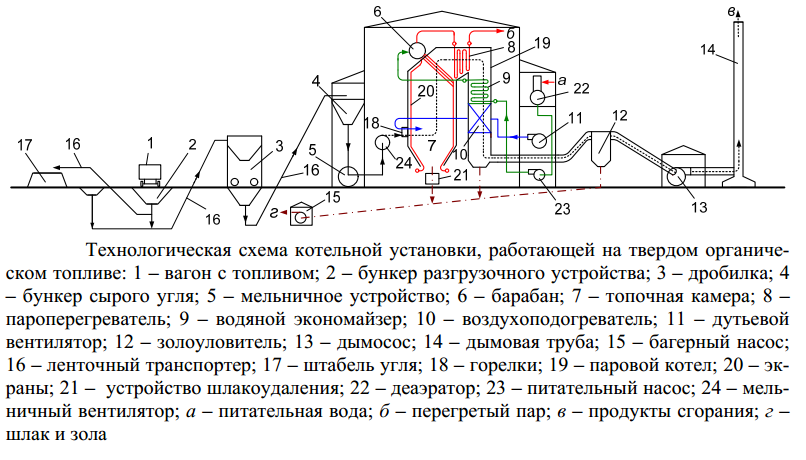 6
б
19
в
8
14
4
9
а
20
22
12
1
18
11
17
16
2
3
7
5
24
10
16
16
21
г
15
23
13
Технологическая схема котельной установки, работающей на твердом органиче-
ском топливе: 1 – вагон с топливом; 2 – бункер разгрузочного устройства; 3 – дробилка; 4
– бункер сырого угля; 5 – мельничное устройство; 6 – барабан; 7 – топочная камера; 8 –
пароперегреватель; 9 – водяной экономайзер; 10 – воздухоподогреватель; 11 – дутьевой
вентилятор; 12 – золоуловитель; 13 – дымосос; 14 – дымовая труба; 15 – багерный насос;
16 – ленточный транспортер; 17 – штабель угля; 18 – горелки; 19 – паровой котел; 20 – эк-
раны; 21 – устройство шлакоудаления; 22 – деаэратор; 23 – питательный насос; 24 – мель-
ничный вентилятор; а – питательная вода; б – перегретый пар; в – продукты сгорания; г –
шлак и зола